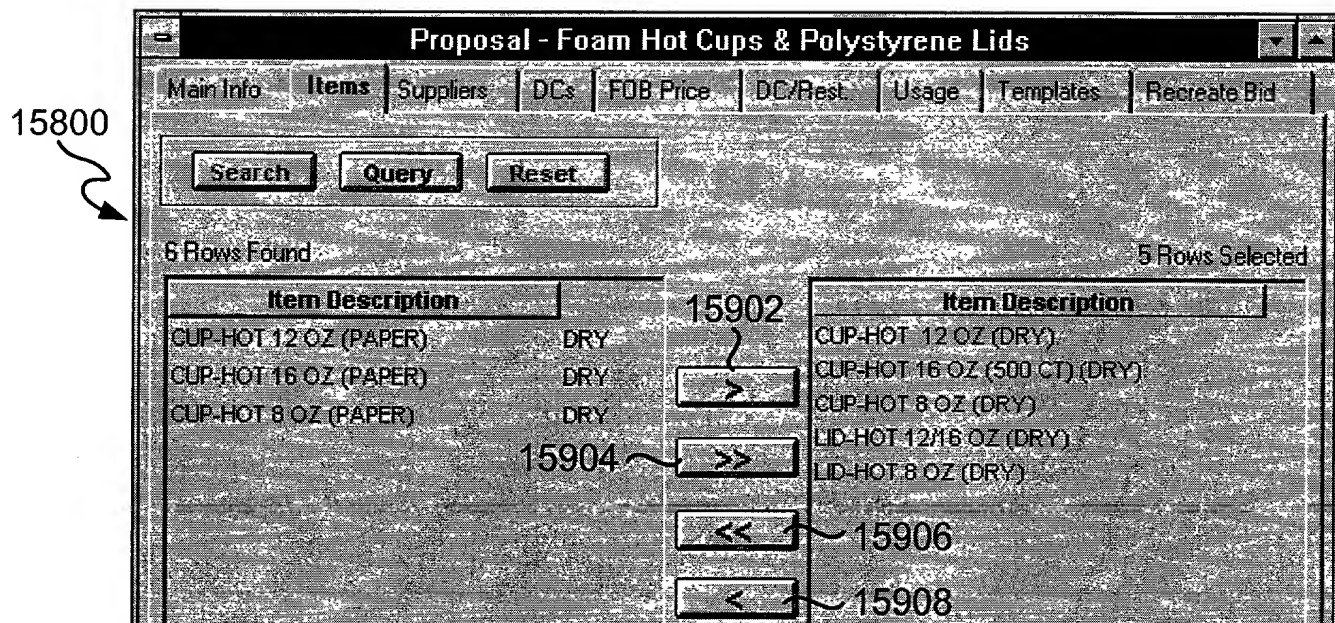 Proposal - Foam Hot Cups & Polystyrene Lids
Main Info Items Suppliers DCs FOB Price DC/Rest. Usage Templates Recreate Bid
15800
Search Query Reset
6 Rows Found 5 Rows Selected
Item Description Item Description
15902
CUP-HOT 12 OZ (PAPER) DRY CUP-HOT 12 OZ (DRY)
CUP-HOT 16 OZ (PAPER) DRY > CUP-HOT 16 OZ (500 CT) (DRY)
CUP-HOT 8 OZ (PAPER) DRY CUP-HOT 8 OZ (DRY)
LID-HOT 12/16 OZ (DRY)
15904 >> LID-HOT 8 OZ (DRY)
<< 15906
< 15908